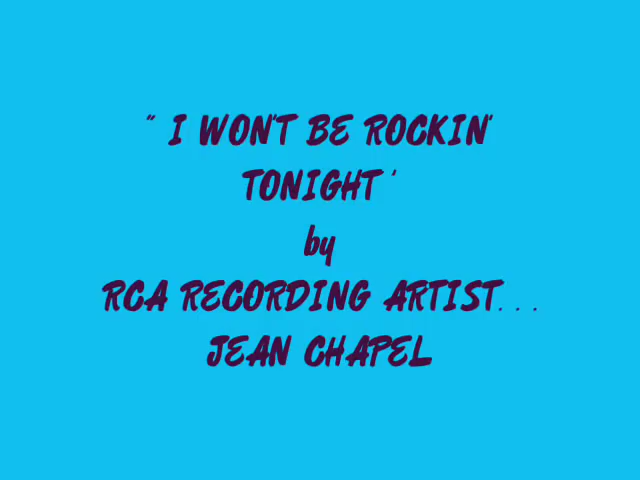 " I WON'T BE ROCKIN'
TONIGHT '
by
RCA RECORDING ARTIST...
JEAN CHAPEL